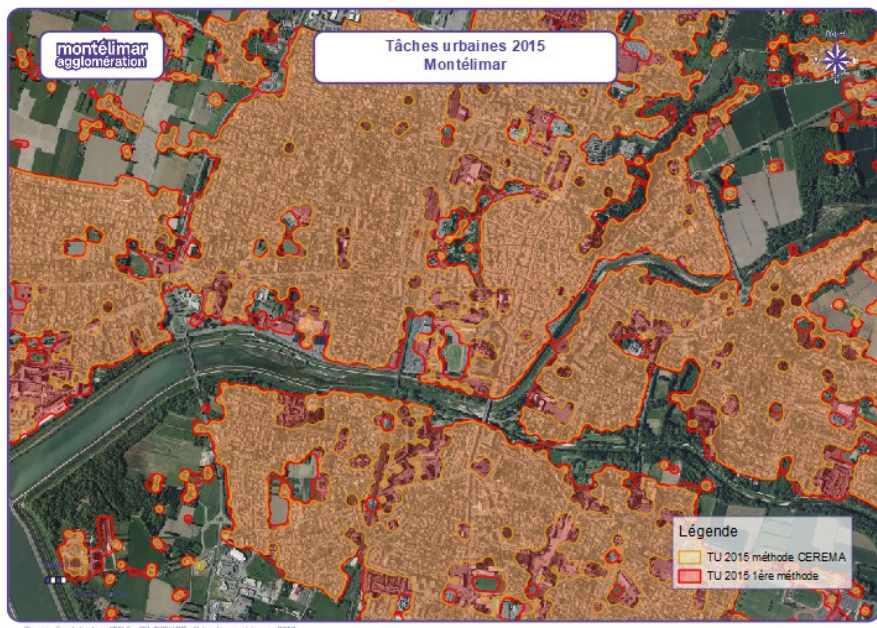 montélimar
agglomération
Tâches urbaines 2015
Montélimar
Légende
TU 2015 méthode CEREMA
TU 2015 1ère méthode